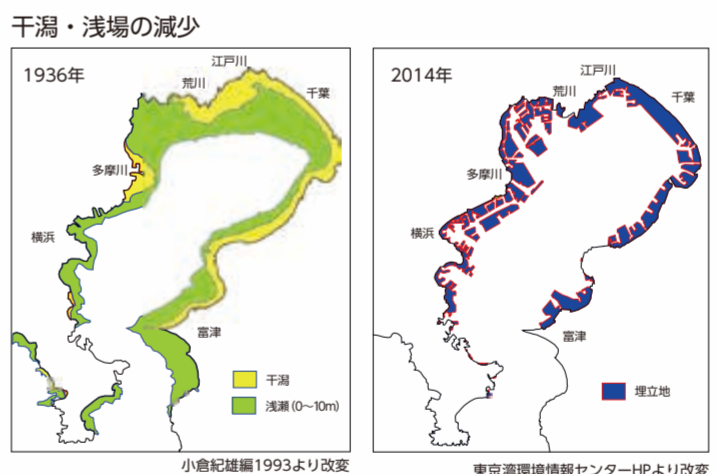 干潟・浅場の減少
1936年
江戸川
荒川
千葉
多摩川
横浜
富津
干潟
浅瀬(0～10m)
小倉紀雄編1993より改変
2014年
江戸川
荒川
千葉
多摩川
横浜
富津
埋立地
東京湾環境情報センターHPより改変